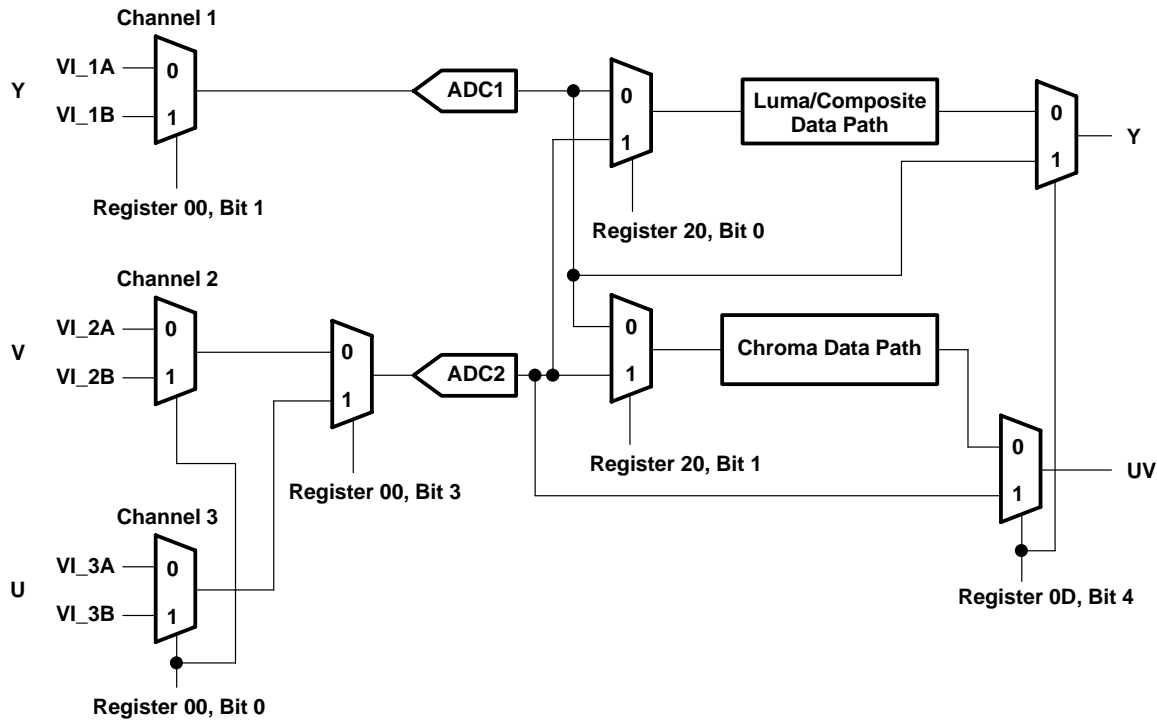 Channel 1
VI_1A
0
Y
VI_1B
1
Register 00, Bit 1
ADC1
0
1
Register 20, Bit 0
Luma/Composite
Data Path
0
1
Y
Channel 2
VI_2A
0
V
VI_2B
1
0
1
Register 00, Bit 3
ADC2
0
1
Register 20, Bit 1
Chroma Data Path
0
1
UV
Register 0D, Bit 4
Channel 3
VI_3A
0
U
VI_3B
1
Register 00, Bit 0